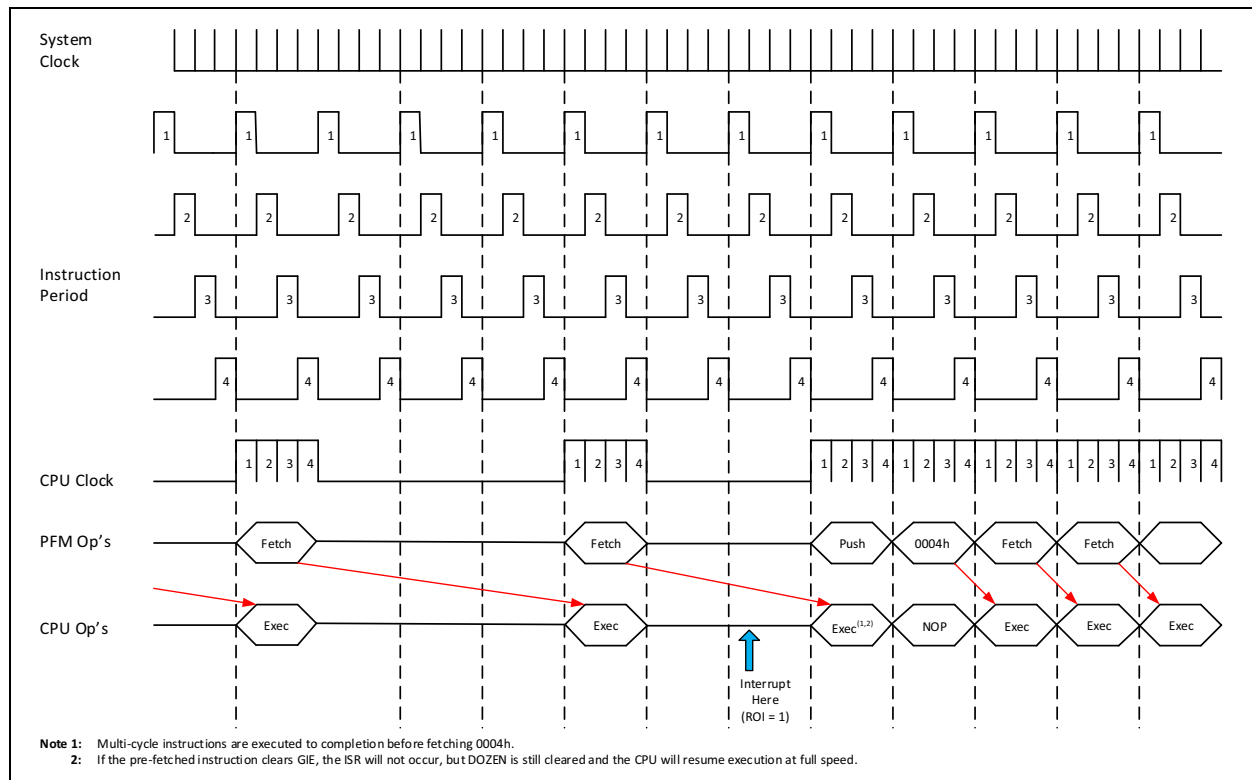 System
Clock
1 1 1 1 1 1 1 1 1 1 1 1 1
2 2 2 2 2 2 2 2 2 2 2 2 2
Instruction
Period
3 3 3 3 3 3 3 3 3 3 3 3 3
4 4 4 4 4 4 4 4 4 4 4 4 4
CPU Clock
1 2 3 4 1 2 3 4 1 2 3 4 1 2 3 4 1 2 3 4 1 2 3 4 1 2 3 4
PFM Op's
Fetch Fetch Push 0004h Fetch Fetch
CPU Op's
Exec Exec Exec(1,2) NOP Exec Exec Exec
Interrupt
Here
(ROI = 1)
Note 1: Multi-cycle instructions are executed to completion before fetching 0004h.
2: If the pre-fetched instruction clears GIE, the ISR will not occur, but DOZEN is still cleared and the CPU will resume execution at full speed.